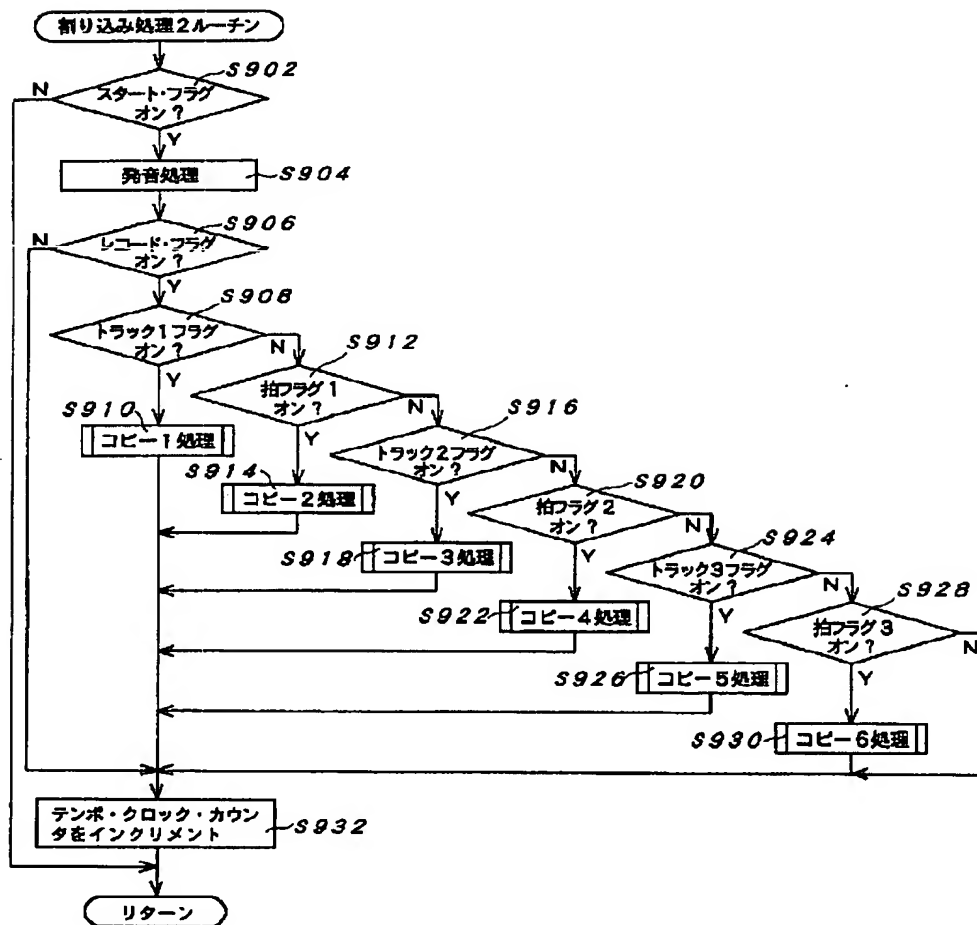 割り込み処理2ルーチン
S902
N
スタート・フラグ
オン?
Y
発音処理
S904
S906
N
レコード・フラグ
オン?
Y
S908
トラック1フラグ
オン?
N
Y
S912
拍フラグ1
オン?
N
Y
S910
コピー1処理
S916
トラック2フラグ
オン?
N
Y
S914
コピー2処理
S920
拍フラグ2
オン?
N
Y
S918
コピー3処理
S924
トラック3フラグ
オン?
N
Y
S922
コピー4処理
S928
拍フラグ3
オン?
N
Y
S926
コピー5処理
S930
コピー6処理
テンポ・クロック・カウン
タをインクリメント
S932
リターン